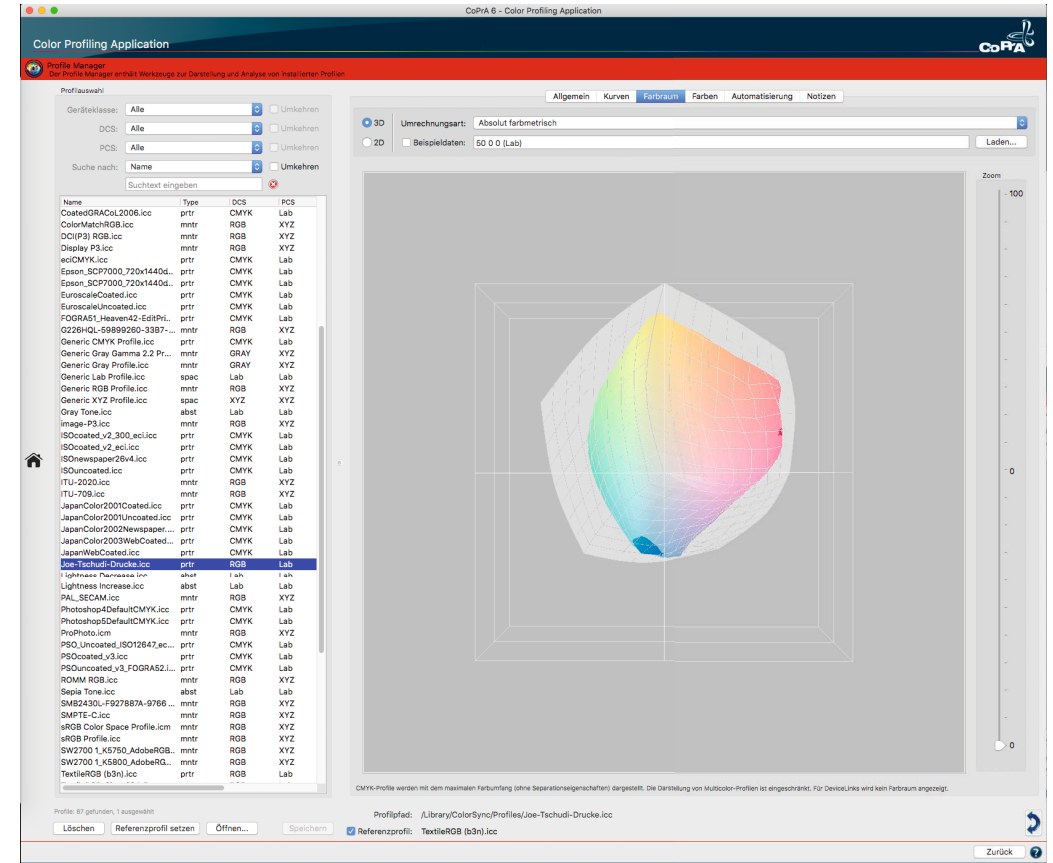 CoPrA 6 - Color Profiling Application
Color Profiling Application
CoPrA
Profile Manager
Der Profile Manager enthält Werkzeuge zur Darstellung und Analyse von installierten Profilen
Profilauswahl
Geräteklasse: Alle Umkehren
DCS: Alle Umkehren
PCS: Alle Umkehren
Suche nach: Name Umkehren
Suchtext eingeben
Name Type DCS PCS
CoatedGRACoL2006.icc prtr CMYK Lab
ColorMatchRGB.icc mntr RGB XYZ
DCI(P3) RGB.icc mntr RGB XYZ
Display P3.icc mntr RGB XYZ
eciCMYK.icc prtr CMYK Lab
Epson_SCP7000_720x1440d... prtr CMYK Lab
Epson_SCP7000_720x1440d... prtr CMYK Lab
EuroscaleCoated.icc prtr CMYK Lab
EuroscaleUncoated.icc prtr CMYK Lab
FOGRA51_Heaven42-EditPri... prtr CMYK Lab
G226HQL-59899260-33B7-... mntr RGB XYZ
Generic CMYK Profile.icc prtr CMYK Lab
Generic Gray Gamma 2.2 Pr... mntr GRAY XYZ
Generic Gray Profile.icc mntr GRAY XYZ
Generic Lab Profile.icc spac Lab Lab
Generic RGB Profile.icc mntr RGB XYZ
Generic XYZ Profile.icc spac XYZ XYZ
Gray Tone.icc abst Lab Lab
image-P3.icc mntr RGB XYZ
ISOcoated_v2_300_eci.icc prtr CMYK Lab
ISOcoated_v2_eci.icc prtr CMYK Lab
ISOnewspaper26v4.icc prtr CMYK Lab
ISOuncoated.icc prtr CMYK Lab
ITU-2020.icc mntr RGB XYZ
ITU-709.icc mntr RGB XYZ
JapanColor2001Coated.icc prtr CMYK Lab
JapanColor2001Uncoated.icc prtr CMYK Lab
JapanColor2002Newspaper.... prtr CMYK Lab
JapanColor2003WebCoated... prtr CMYK Lab
JapanWebCoated.icc prtr CMYK Lab
Joe-Tschudi-Drucke.icc prtr RGB Lab
Lightness Decrease.icc abst Lab Lab
Lightness Increase.icc abst Lab Lab
PAL_SECAM.icc mntr RGB XYZ
Photoshop4DefaultCMYK.icc prtr CMYK Lab
Photoshop5DefaultCMYK.icc prtr CMYK Lab
ProPhoto.icm mntr RGB XYZ
PSO_Uncoated_ISO12647_ec... prtr CMYK Lab
PSOcoated_v3.icc prtr CMYK Lab
PSOuncoated_v3_FOGRA52.i... prtr CMYK Lab
ROMM RGB.icc mntr RGB XYZ
Sepia Tone.icc abst Lab Lab
SMB2430L-F927887A-9766 ... mntr RGB XYZ
SMPTE-C.icc mntr RGB XYZ
sRGB Color Space Profile.icm mntr RGB XYZ
sRGB Profile.icc mntr RGB XYZ
SW2700 1_K5750_AdobeRGB... mntr RGB XYZ
SW2700 1_K5800_AdobeRG... mntr RGB XYZ
TextileRGB (b3n).icc prtr RGB Lab
Profile: 87 gefunden, 1 ausgewählt
Löschen Referenzprofil setzen Öffnen... Speichern
Allgemein Kurven Farbraum Farben Automatisierung Notizen
3D Umrechnungsart: Absolut farbmetrisch
2D Beispieldaten: 50 0 0 (Lab) Laden...
Zoom
100
0
0
CMYK-Profile werden mit dem maximalen Farbumfang (ohne Separationseigenschaften) dargestellt. Die Darstellung von Multicolor-Profilen ist eingeschränkt. Für DeviceLinks wird kein Farbraum angezeigt.
Profilpfad: /Library/ColorSync/Profiles/Joe-Tschudi-Drucke.icc
Referenzprofil: TextileRGB (b3n).icc
Zurück ?